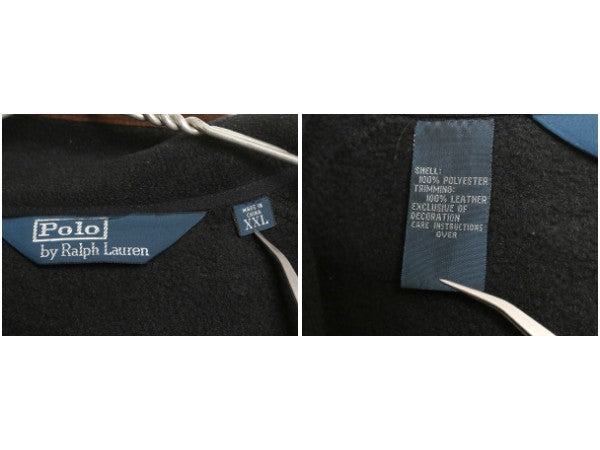 Polo
by Ralph Lauren
MADE IN
CHINA
XXL
SHELL:
100% POLYESTER
TRIMMING:
100% LEATHER
EXCLUSIVE OF
DECORATION
CARE INSTRUCTIONS
OVER